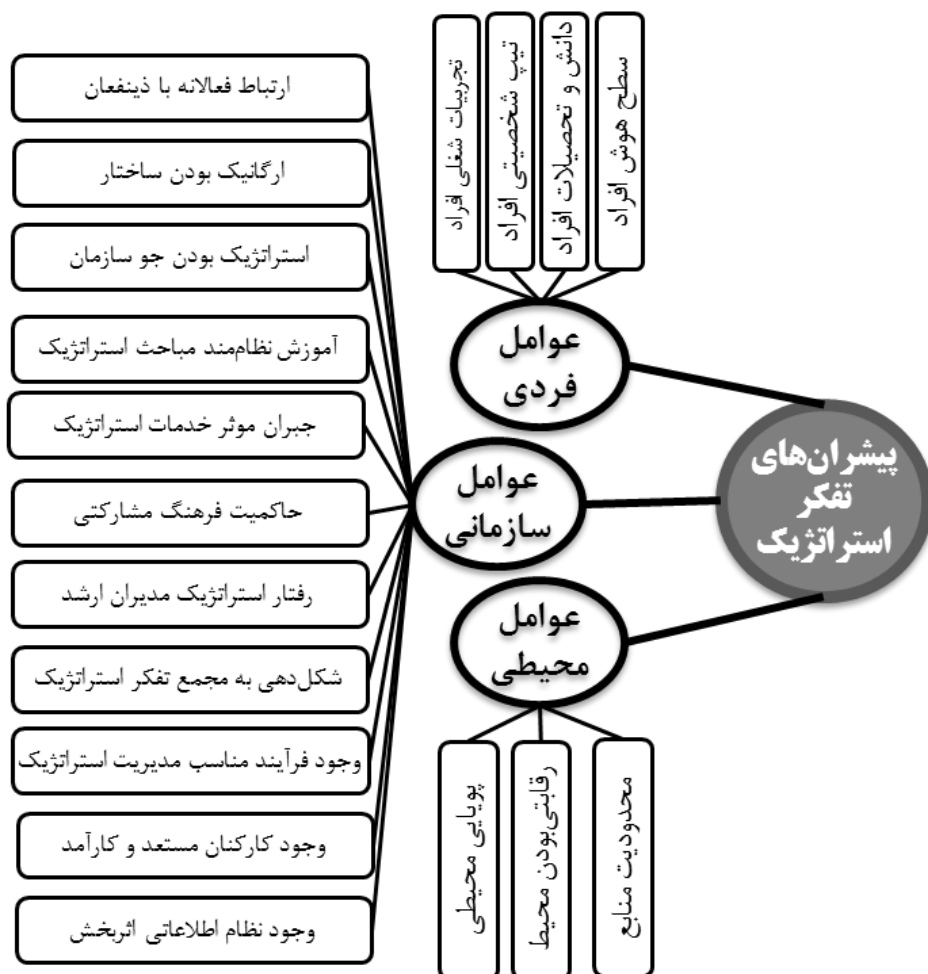 پیشران‌های
تفکر
استراتژیک
عوامل
فردی
سطح هوش افراد
دانش و تحصیلات افراد
تیپ شخصیتی افراد
تجربیات شغلی افراد
عوامل
سازمانی
ارتباط فعالانه با ذینفعان
ارگانیک بودن ساختار
استراتژیک بودن جو سازمان
آموزش نظام‌مند مباحث استراتژیک
جبران موثر خدمات استراتژیک
حاکمیت فرهنگ مشارکتی
رفتار استراتژیک مدیران ارشد
شکل‌دهی به مجمع تفکر استراتژیک
وجود فرآیند مناسب مدیریت استراتژیک
وجود کارکنان مستعد و کارآمد
وجود نظام اطلاعاتی اثربخش
عوامل
محیطی
محدودیت منابع
رقابتی‌بودن محیط
پویایی محیطی